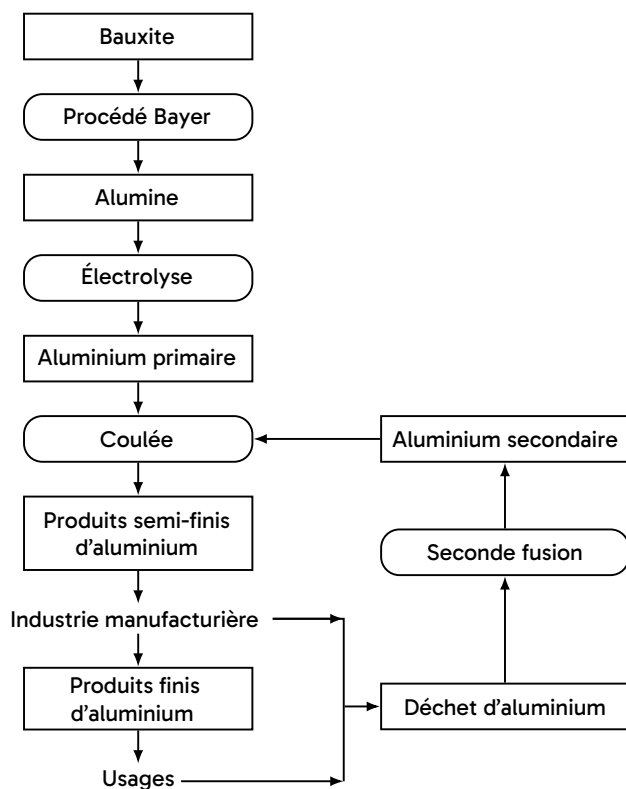 Bauxite
Procédé Bayer
Alumine
Électrolyse
Aluminium primaire
Coulée
Aluminium secondaire
Produits semi-finis
d’aluminium
Seconde fusion
Industrie manufacturière
Produits finis
d’aluminium
Déchet d’aluminium
Usages